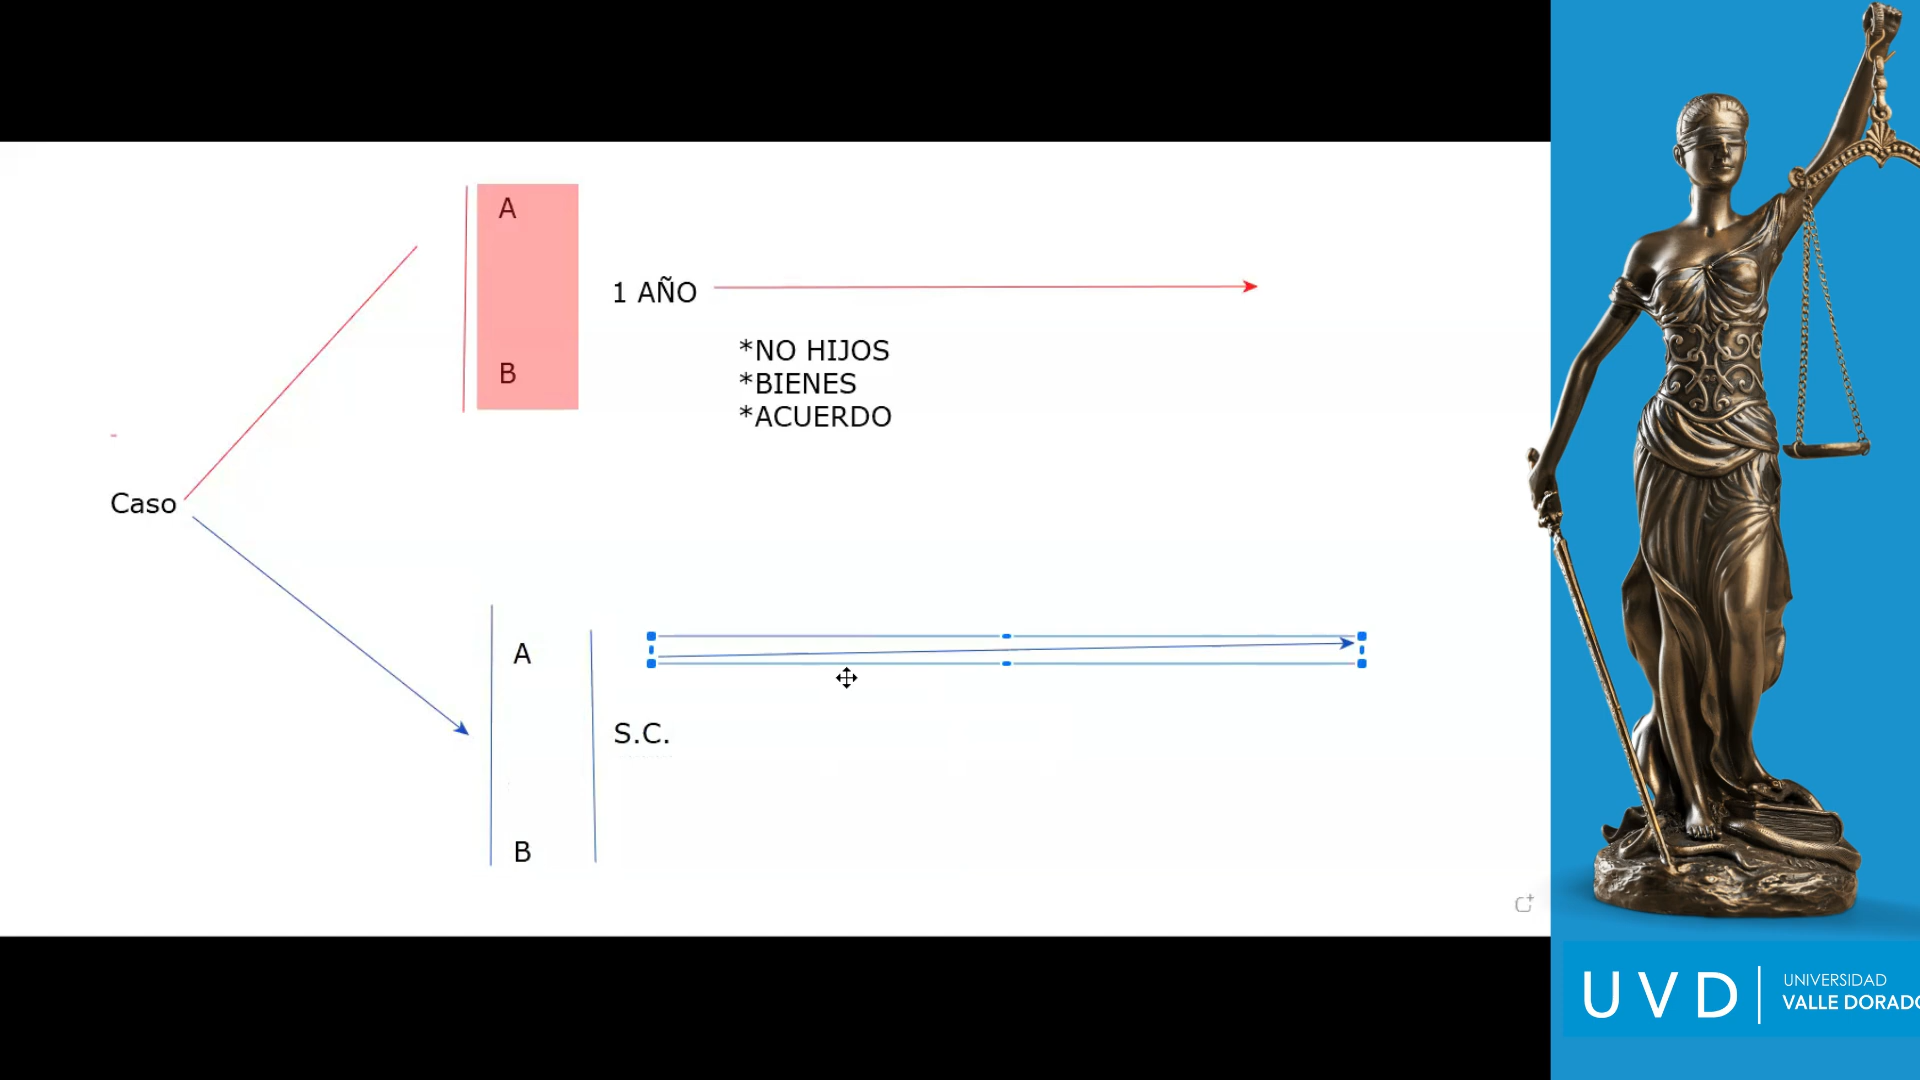 A
1 AÑO
*NO HIJOS
B
*BIENES
*ACUERDO
Caso
A
S.C.
B
UVD
UNIVERSIDAD
VALLE DORADO